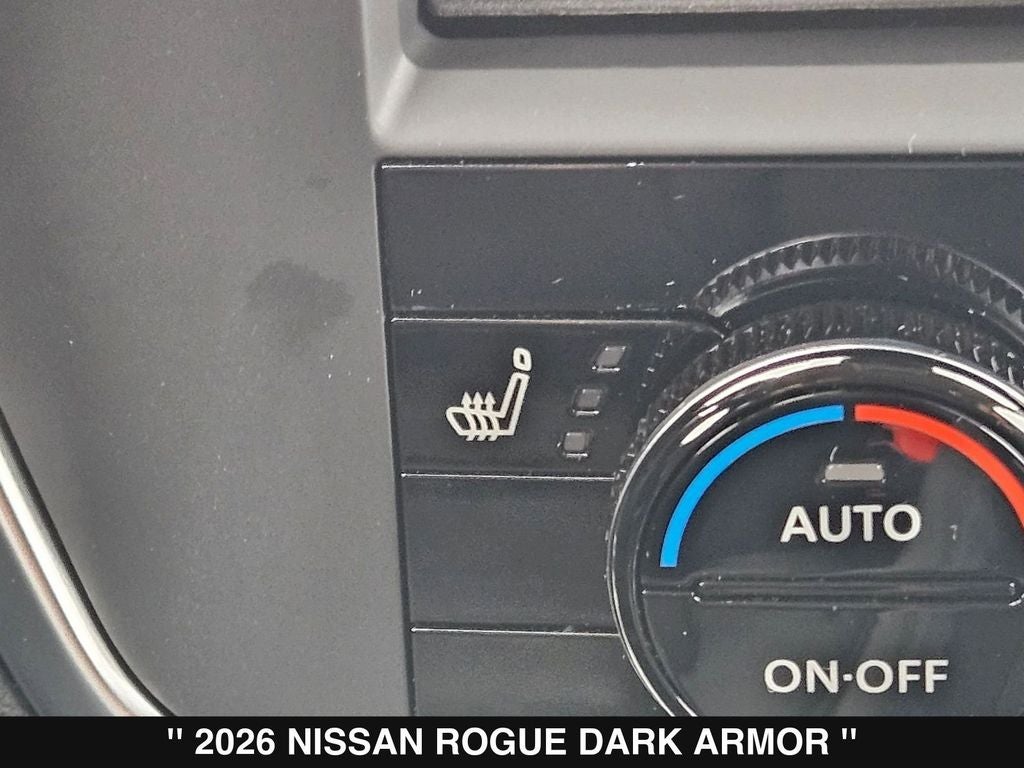 AUTO
ON·OFF
" 2026 NISSAN ROGUE DARK ARMOR "